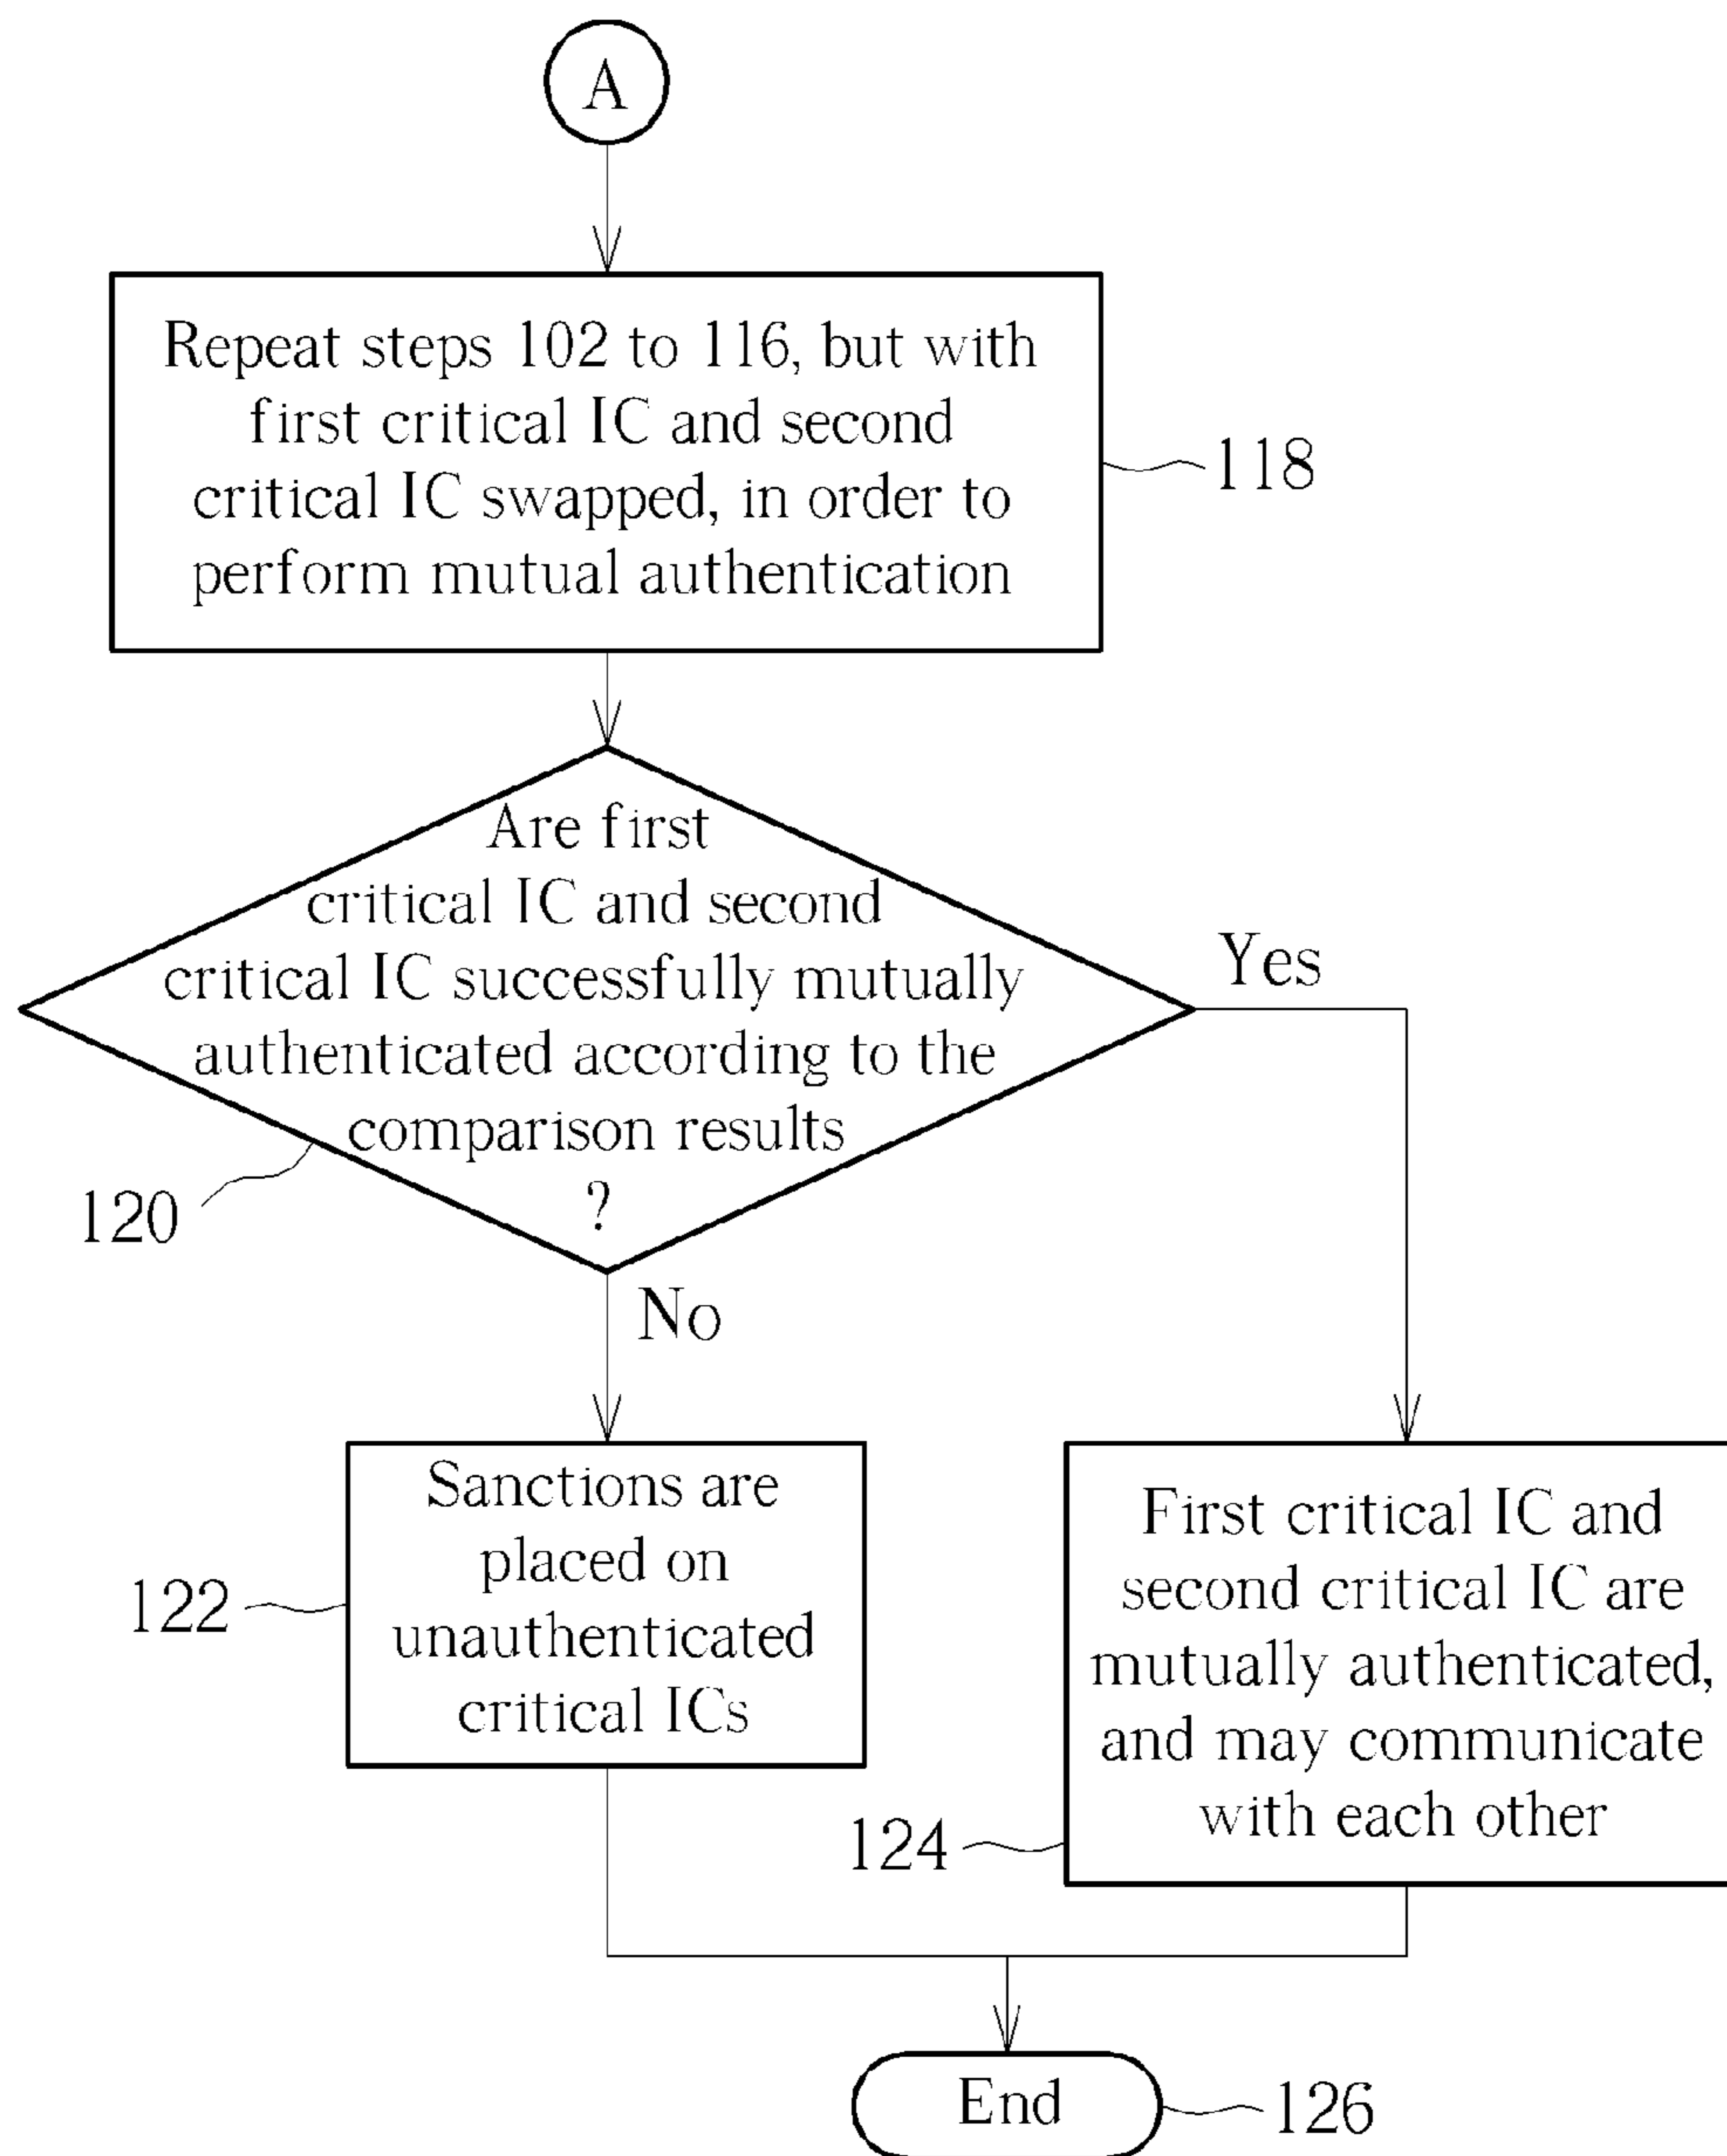 A
Repeat steps 102 to 116, but with
first critical IC and second
critical IC swapped, in order to
perform mutual authentication
118
Are first
critical IC and second
critical IC successfully mutually
authenticated according to the
comparison results
?
Yes
120
No
Sanctions are
placed on
unauthenticated
critical ICs
122
First critical IC and
second critical IC are
mutually authenticated,
and may communicate
with each other
124
End
126